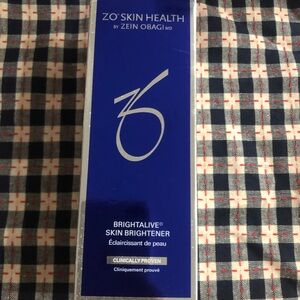 ZO® SKIN HEALTH
BY ZEIN OBAGI MD
BRIGHTALIVE®
SKIN BRIGHTENER
Éclaircissant de peau
CLINICALLY PROVEN
Cliniquement prouvé